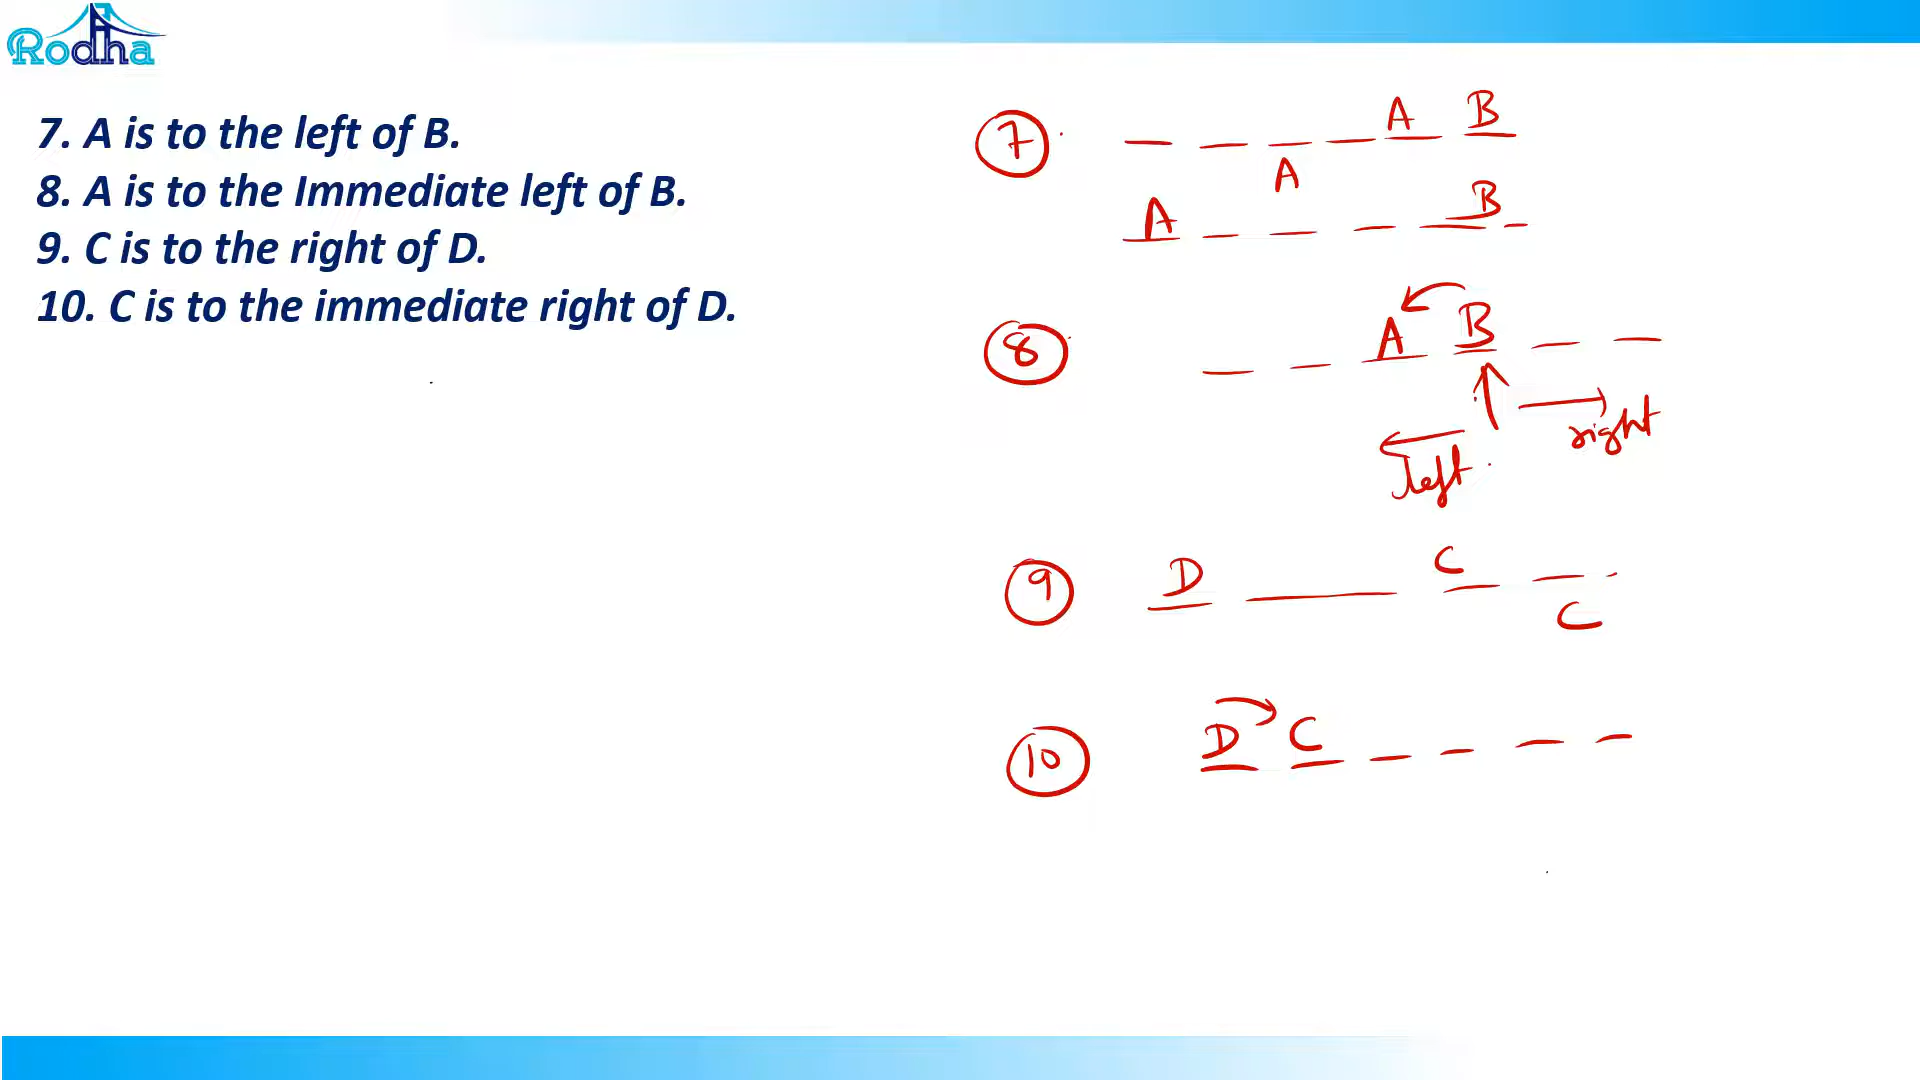 Rodha
7. A is to the left of B.
8. A is to the Immediate left of B.
9. C is to the right of D.
10. C is to the immediate right of D.
7 A B
A
A B
8 A B
right
left
9 D C
C
10 D C